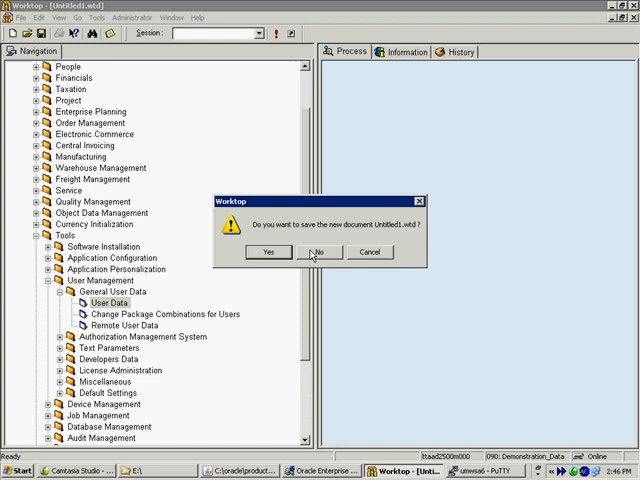 Worktop - [Untitled1.wtd]
File Edit View Go Tools Administrator Window Help
Session:
Navigation
Process Information History
People
Financials
Taxation
Project
Enterprise Planning
Order Management
Electronic Commerce
Central Invoicing
Manufacturing
Warehouse Management
Freight Management
Service
Quality Management
Object Data Management
Currency Initialization
Tools
Software Installation
Application Configuration
Application Personalization
User Management
General User Data
User Data
Change Package Combinations for Users
Remote User Data
Authorization Management System
Text Parameters
Developers Data
License Administration
Miscellaneous
Default Settings
Device Management
Job Management
Database Management
Audit Management
Worktop
Do you want to save the new document Untitled1.wtd ?
Yes No Cancel
Ready ttaad2500m000 090: Demonstration_Data Online
Start Camtasia Studio - ... E:\ C:\oracle\product... Oracle Enterprise ... Worktop - [Unti... unwsa6 - PuTTY 2:46 PM